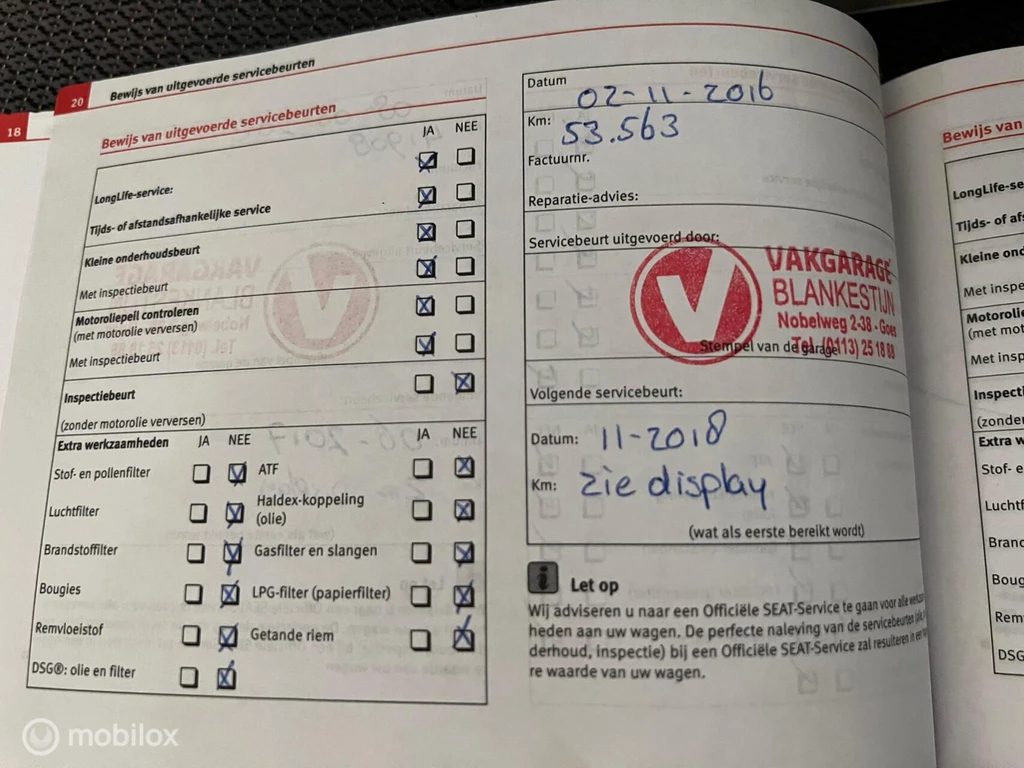 18
20 Bewijs van uitgevoerde servicebeurten
Bewijs van uitgevoerde servicebeurten
JA NEE
LongLife-service:
Tijds- of afstandsafhankelijke service
Kleine onderhoudsbeurt
Met inspectiebeurt
Motoroliepeil controleren
(met motorolie verversen)
Met inspectiebeurt
Inspectiebeurt
(zonder motorolie verversen)
Extra werkzaamheden JA NEE JA NEE
Stof- en pollenfilter ATF
Luchtfilter Haldex-koppeling
(olie)
Brandstoffilter Gasfilter en slangen
Bougies LPG-filter (papierfilter)
Remvloeistof Getande riem
DSG®: olie en filter
Datum
02-11-2016
Km:
53.563
Factuurnr.
Reparatie-advies:
Servicebeurt uitgevoerd door:
VAKGARAGE
BLANKESTIJN
Nobelweg 2-38 - Goes
Tel. (0113) 25 18 88
Stempel van de garage
Volgende servicebeurt:
Datum: 11-2018
Km: zie display
(wat als eerste bereikt wordt)
Let op
Wij adviseren u naar een Officiële SEAT-Service te gaan voor alle
heden aan uw wagen. De perfecte naleving van de servicebeurten
derhoud, inspectie) bij een Officiële SEAT-Service zal resulteren in een
re waarde van uw wagen.
Bewijs van
LongLife-se
Tijds- of afs
Kleine ond
Met inspe
Motorolie
(met mot
Met insp
Inspecti
(zonder
Extra w
Stof- e
Luchtf
Brand
Boug
Rem
DSG
mobilox